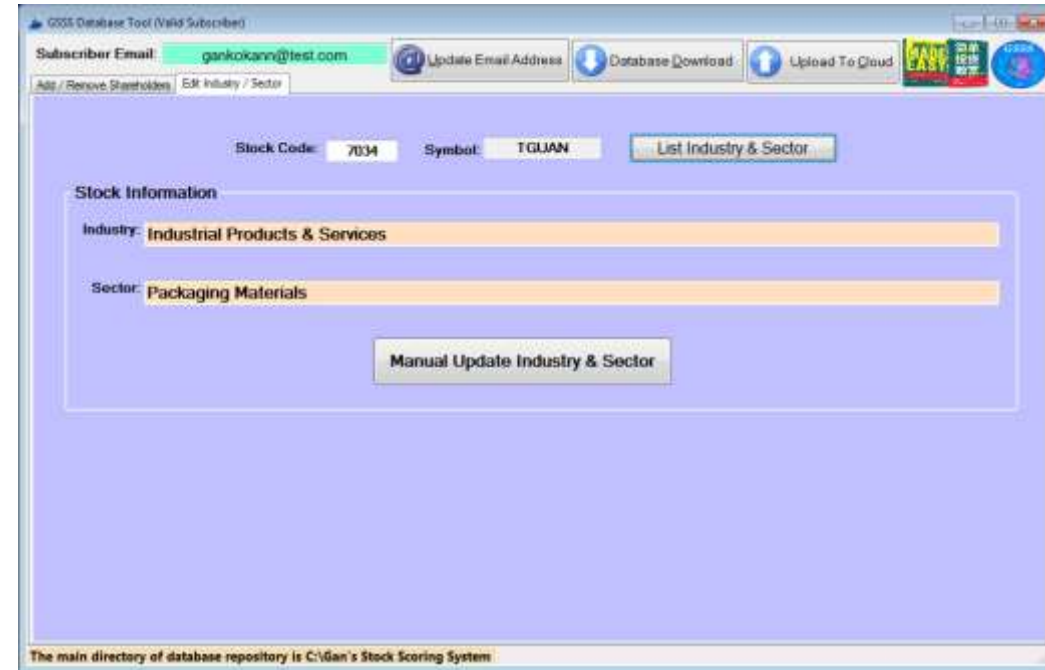 GSSS Database Tool (Valid Subscriber)
Subscriber Email: gankokann@test.com Update Email Address Database Download Upload To Cloud MADE EASY
Add / Remove Shareholders Edit Industry / Sector
Stock Code: 7034 Symbol: TGUAN List Industry & Sector
Stock Information
Industry: Industrial Products & Services
Sector: Packaging Materials
Manual Update Industry & Sector
The main directory of database repository is C:\Gan's Stock Scoring System